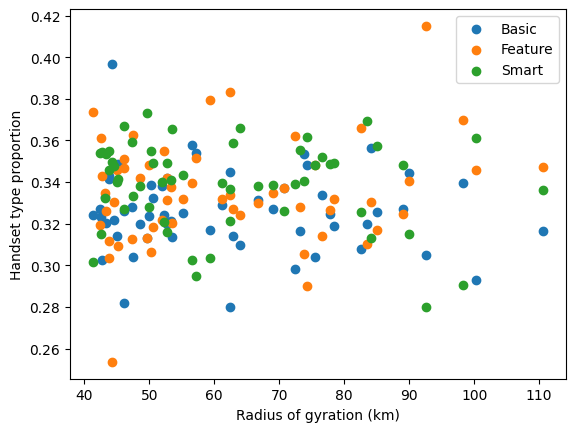 0.42
0.40
0.38
0.36
0.34
0.32
0.30
0.28
0.26
Handset type proportion
Basic
Feature
Smart
40 50 60 70 80 90 100 110
Radius of gyration (km)